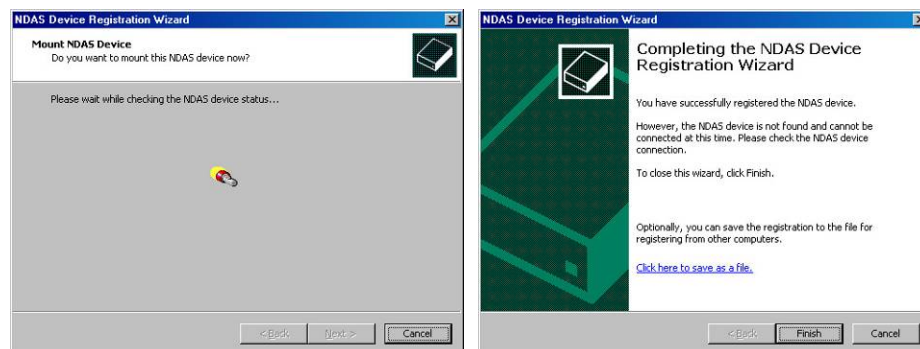 NDAS Device Registration Wizard
Mount NDAS Device
Do you want to mount this NDAS device now?
Please wait while checking the NDAS device status...
< Back
Next >
Cancel
NDAS Device Registration Wizard
Completing the NDAS Device
Registration Wizard
You have successfully registered the NDAS device.
However, the NDAS device is not found and cannot be
connected at this time. Please check the NDAS device
connection.
To close this wizard, click Finish.
Optionally, you can save the registration to the file for
registering from other computers.
Click here to save as a file.
< Back
Finish
Cancel